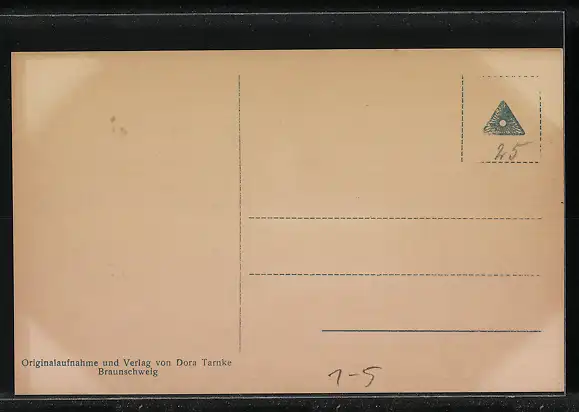 25
Originalaufnahme und Verlag von Dora Tarnke
Braunschweig
1-5